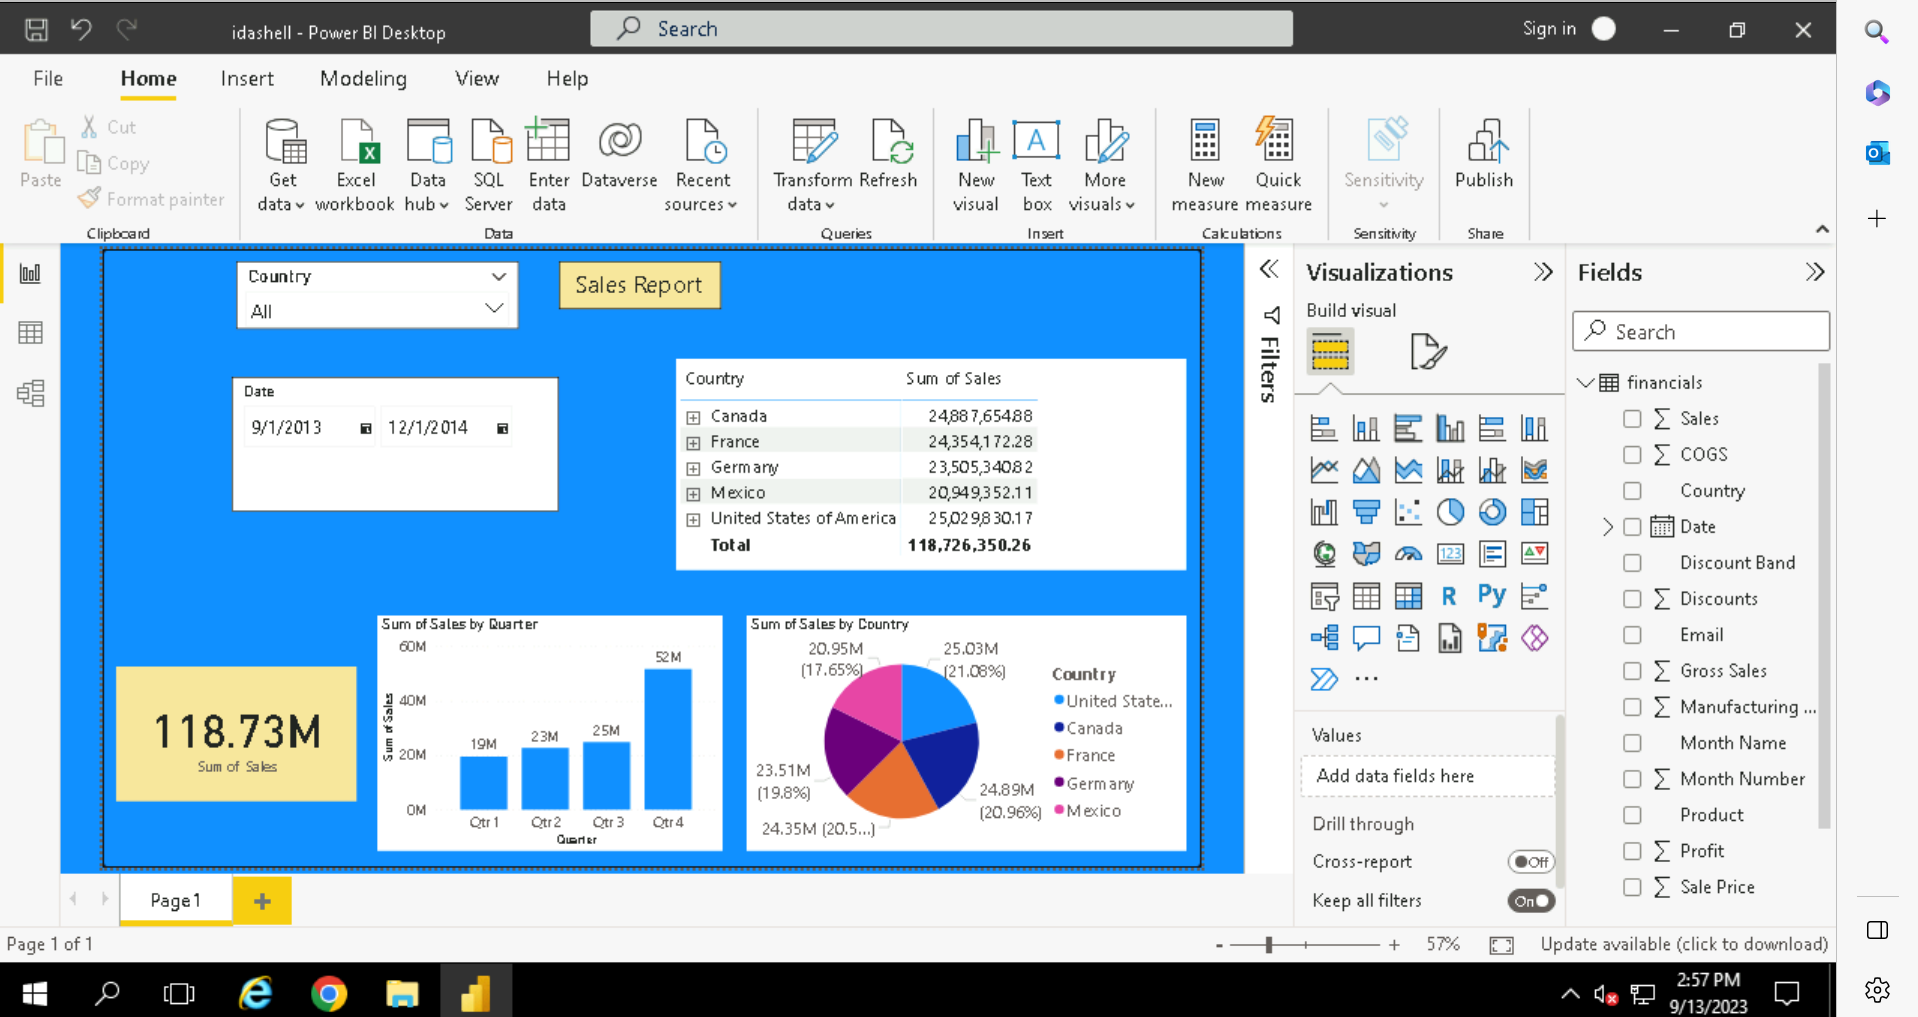 idashell - Power BI Desktop
Search
Sign in
File Home Insert Modeling View Help
Paste
Cut
Copy
Format painter
Clipboard
Get data
Excel workbook
Data hub
SQL Server
Enter data
Dataverse
Recent sources
Data
Transform data
Refresh
Queries
New visual
Text box
More visuals
Insert
New measure
Quick measure
Calculations
Sensitivity
Sensitivity
Publish
Share
Country
All
Sales Report
Date
9/1/2013 12/1/2014
Country Sum of Sales
Canada 24,887,654.88
France 24,354,172.28
Germany 23,505,340.82
Mexico 20,949,352.11
United States of America 25,029,830.17
Total 118,726,350.26
118.73M
Sum of Sales
Sum of Sales by Quarter
Sum of Sales
60M
40M
20M
0M
19M
23M
25M
52M
Qtr 1 Qtr 2 Qtr 3 Qtr 4
Quarter
Sum of Sales by Country
20.95M
(17.65%)
25.03M
(21.08%)
23.51M
(19.8%)
24.89M
(20.96%)
24.35M (20.5...)
Country
United State...
Canada
France
Germany
Mexico
Filters
Visualizations
Build visual
123
R
Py
Values
Add data fields here
Drill through
Cross-report
Off
Keep all filters
On
Fields
Search
financials
Sales
COGS
Country
Date
Discount Band
Discounts
Email
Gross Sales
Manufacturing ...
Month Name
Month Number
Product
Profit
Sale Price
Page1
Page 1 of 1
- + 57%
Update available (click to download)
2:57 PM
9/13/2023